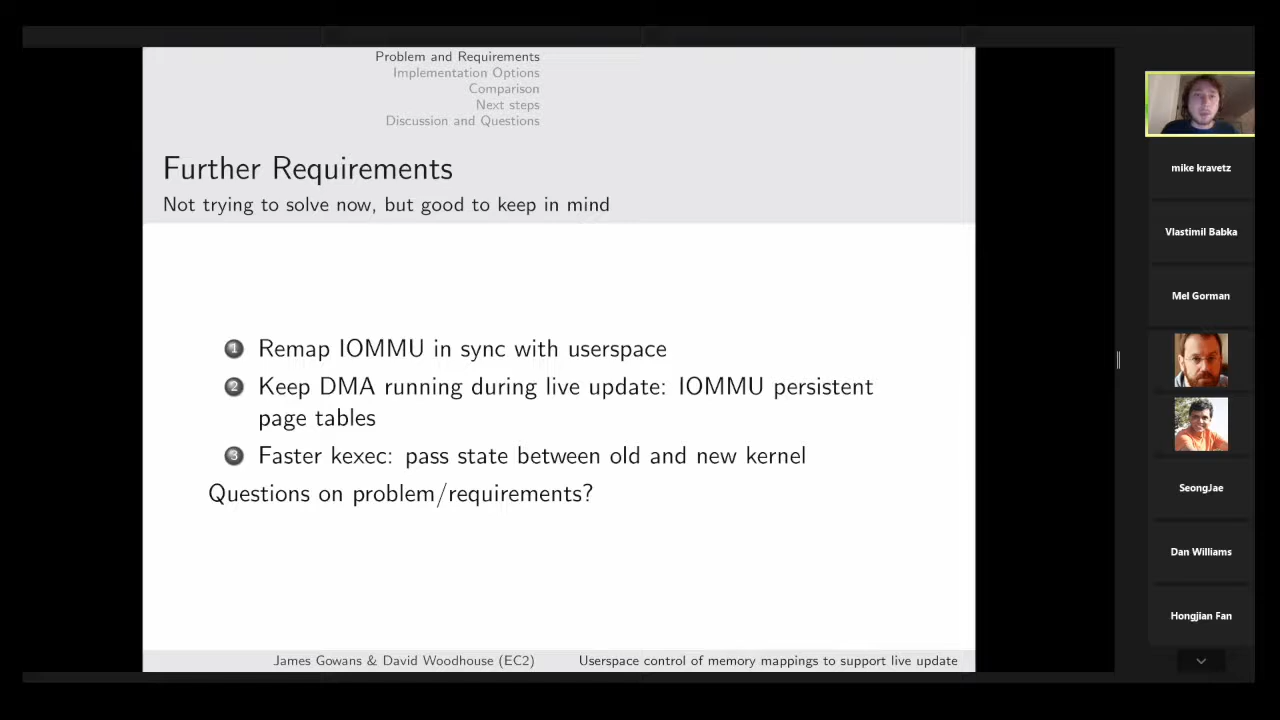 Problem and Requirements
Implementation Options
Comparison
Next steps
Discussion and Questions
Further Requirements
Not trying to solve now, but good to keep in mind
1 Remap IOMMU in sync with userspace
2 Keep DMA running during live update: IOMMU persistent
page tables
3 Faster kexec: pass state between old and new kernel
Questions on problem/requirements?
James Gowans & David Woodhouse (EC2)
Userspace control of memory mappings to support live update
mike kravetz
Vlastimil Babka
Mel Gorman
SeongJae
Dan Williams
Hongjian Fan